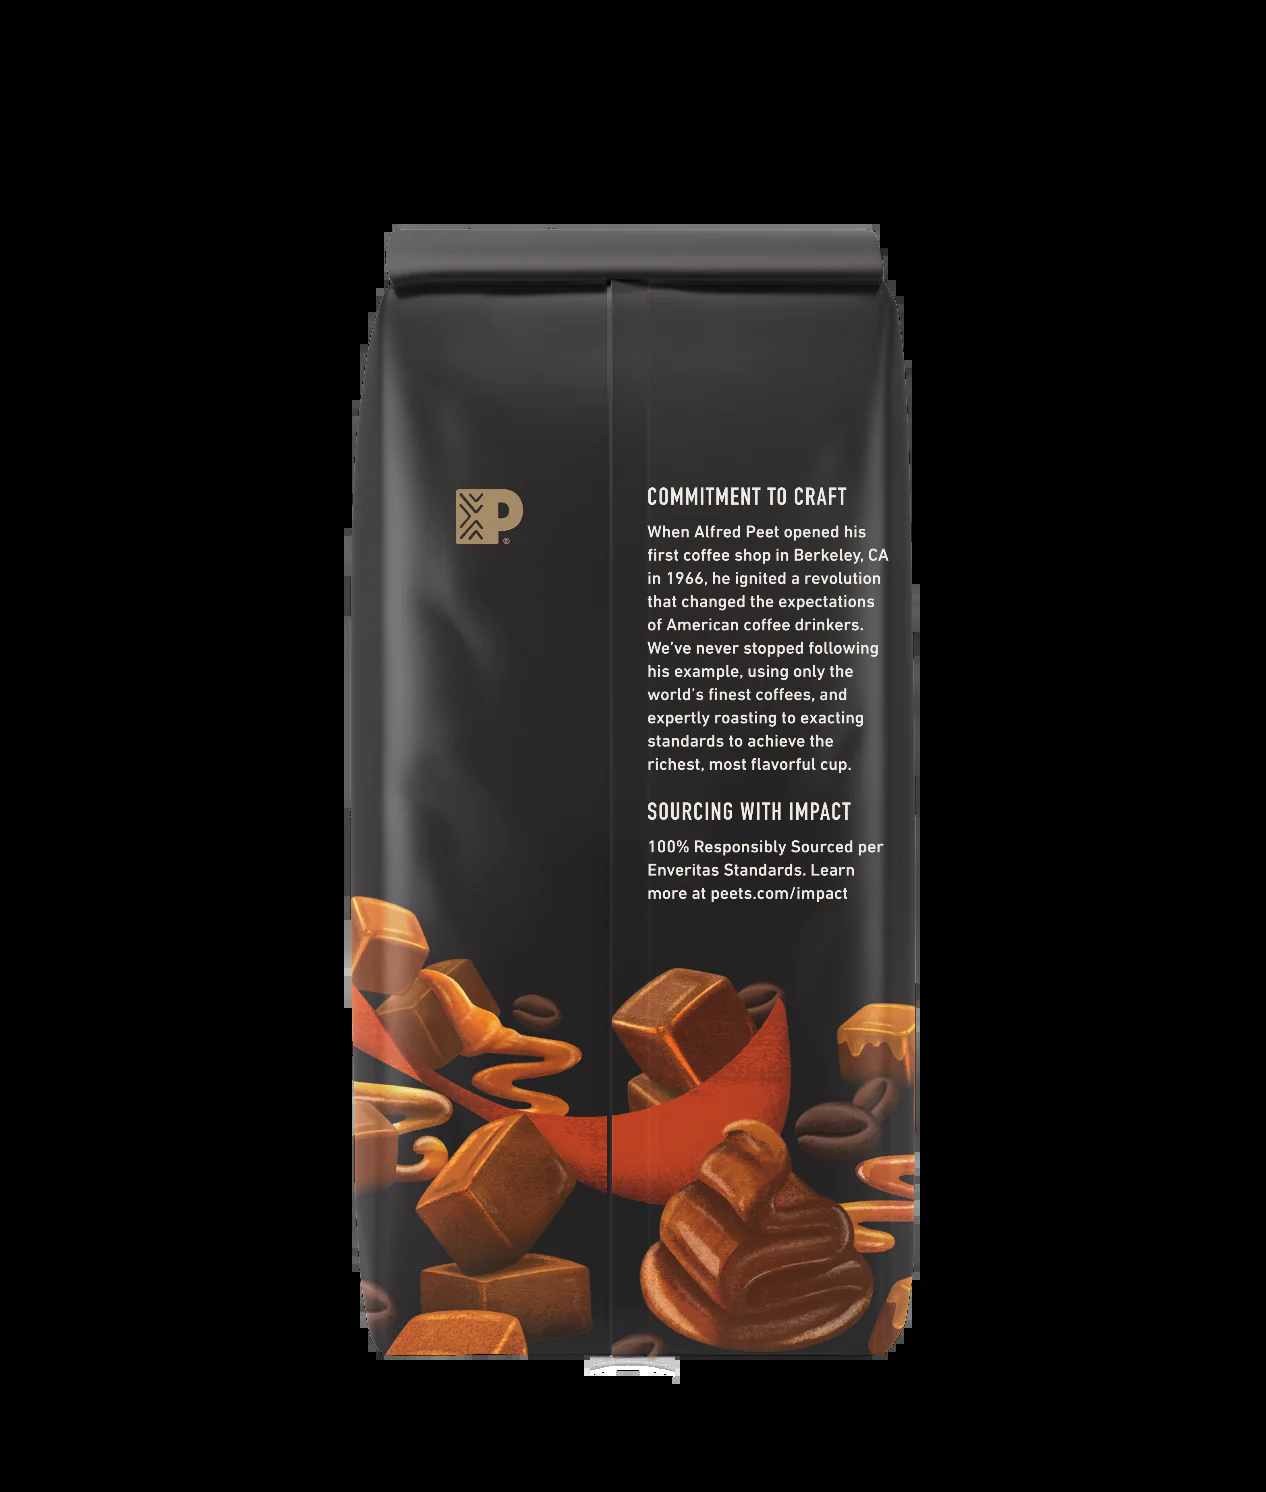 P
®
COMMITMENT TO CRAFT
When Alfred Peet opened his
first coffee shop in Berkeley, CA
in 1966, he ignited a revolution
that changed the expectations
of American coffee drinkers.
We've never stopped following
his example, using only the
world's finest coffees, and
expertly roasting to exacting
standards to achieve the
richest, most flavorful cup.
SOURCING WITH IMPACT
100% Responsibly Sourced per
Enveritas Standards. Learn
more at peets.com/impact